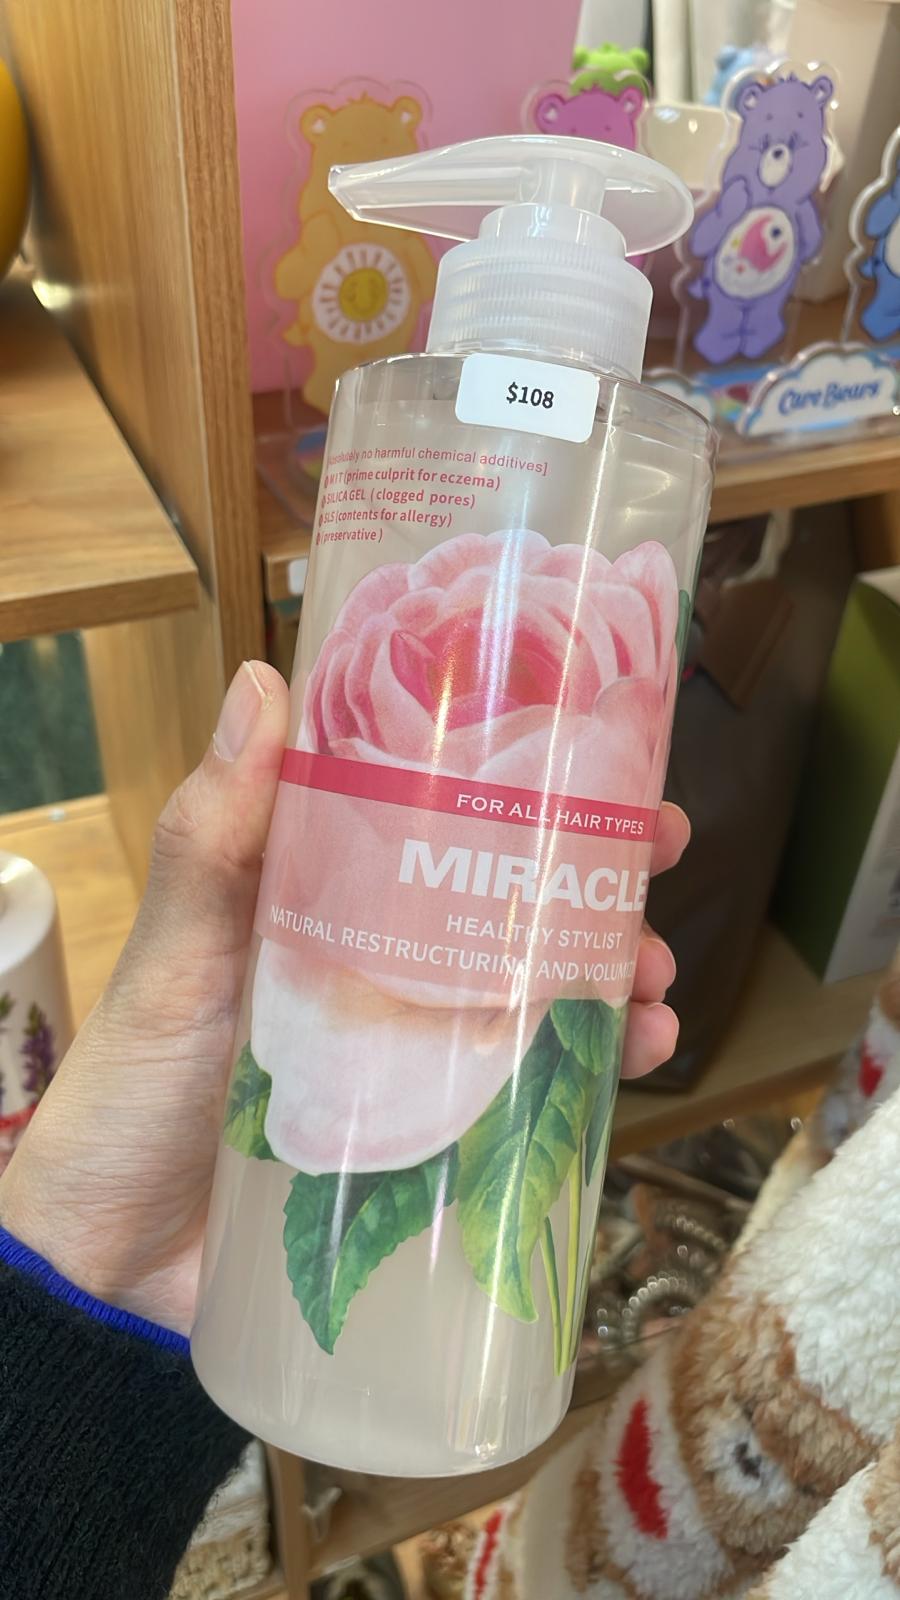 $108
Absolutely no harmful chemical additives]
MIT (prime culprit for eczema)
SILICA GEL (clogged pores)
SLS (contents for allergy)
(preservative)
FOR ALL HAIR TYPES
MIRACLE
HEALTHY STYLIST
NATURAL RESTRUCTURING AND VOLUMI
Care Bears